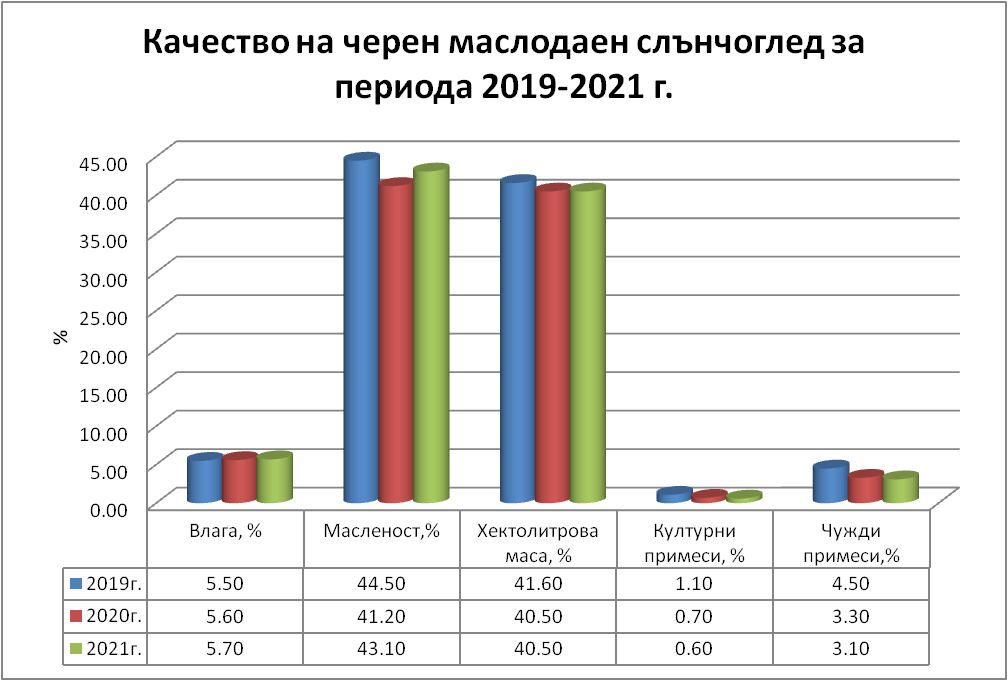 Качество на черен маслодаен слънчоглед за
периода 2019-2021 г.
45.00
40.00
35.00
30.00
25.00
20.00
15.00
10.00
5.00
0.00
%
Влага, % Масленост,% Хектолитрова Културни Чужди
маса, % примеси, % примеси,%
2019г. 5.50 44.50 41.60 1.10 4.50
2020г. 5.60 41.20 40.50 0.70 3.30
2021г. 5.70 43.10 40.50 0.60 3.10